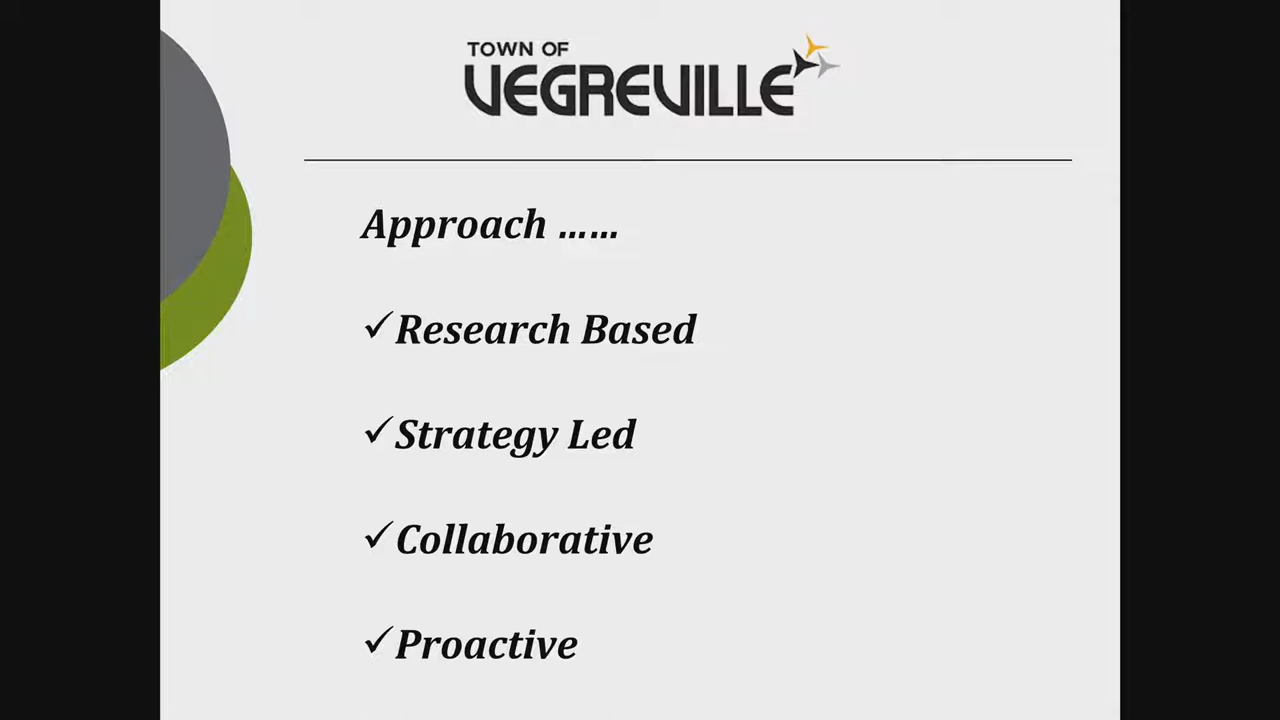 TOWN OF
VEGREVILLE
Approach ......
✓Research Based
✓Strategy Led
✓Collaborative
✓Proactive